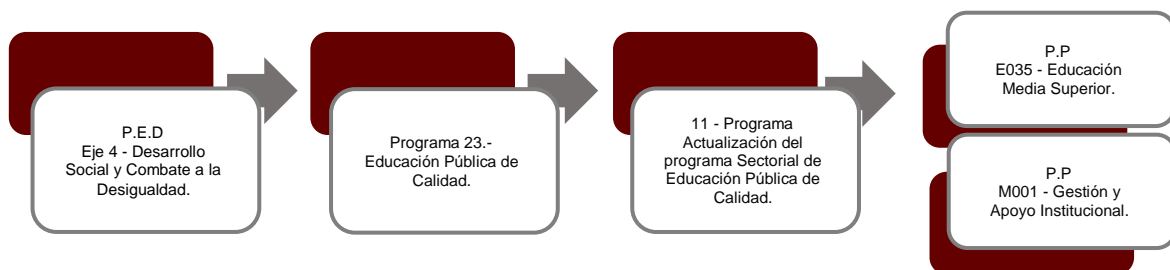 P.E.D
Eje 4 - Desarrollo
Social y Combate a la
Desigualdad.
Programa 23.-
Educación Pública de
Calidad.
11 - Programa
Actualización del
programa Sectorial de
Educación Pública de
Calidad.
P.P
E035 - Educación
Media Superior.
P.P
M001 - Gestión y
Apoyo Institucional.